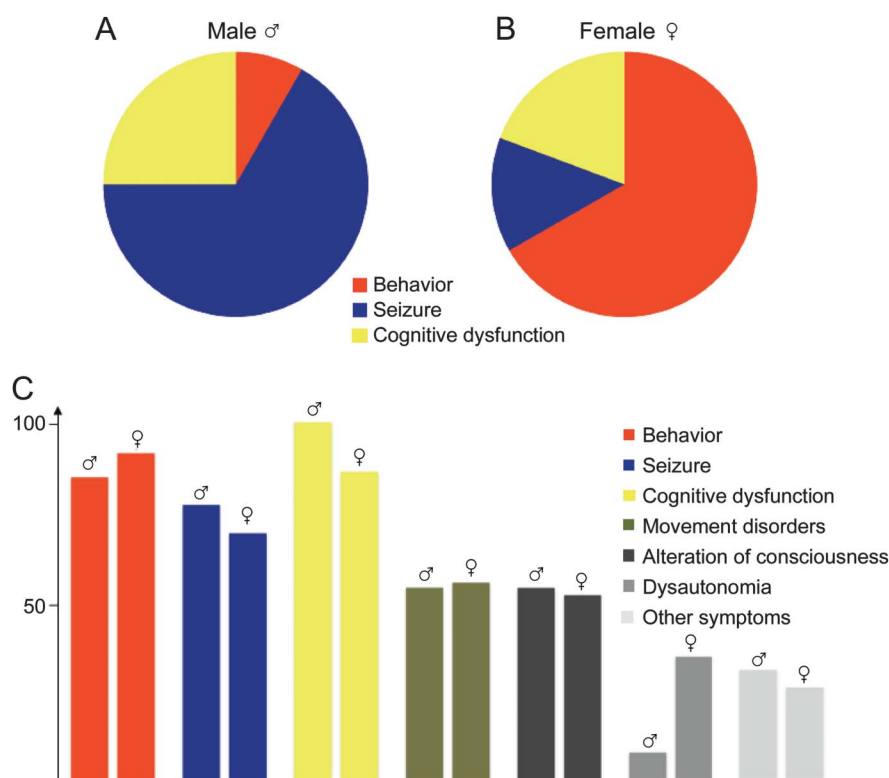 A
Male ♂
B
Female ♀
Behavior
Seizure
Cognitive dysfunction
C
100
50
♂ ♀
♂ ♀
♂ ♀
♂ ♀
♂ ♀
♂ ♀
♂ ♀
Behavior
Seizure
Cognitive dysfunction
Movement disorders
Alteration of consciousness
Dysautonomia
Other symptoms